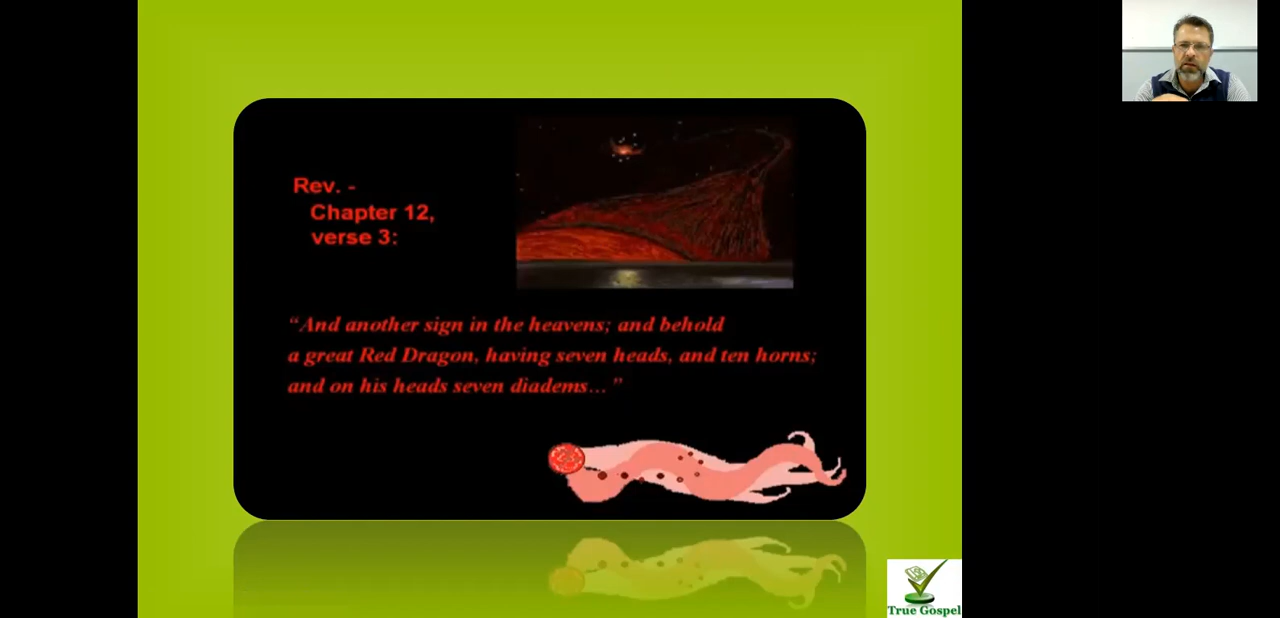 Rev. -
Chapter 12,
verse 3:
“And another sign in the heavens; and behold
a great Red Dragon, having seven heads, and ten horns;
and on his heads seven diadems…”
True Gospel